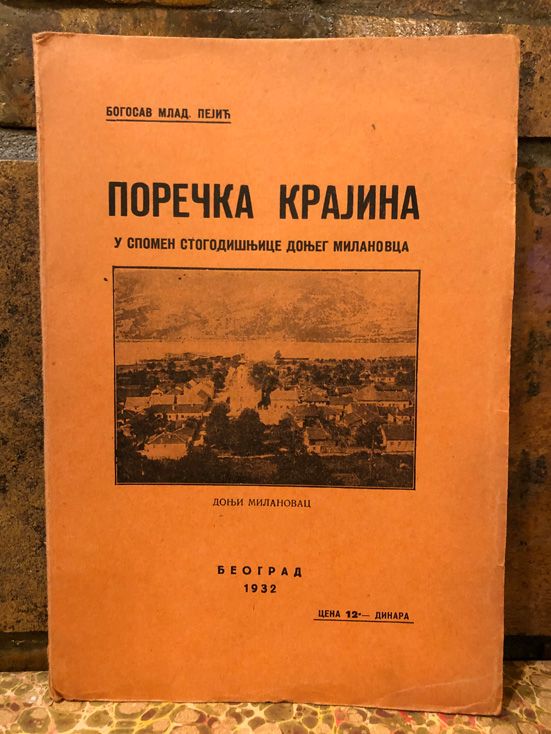 БОГОСАВ МЛАД. ПЕЈИЋ
ПОРЕЧКА КРАЈИНА
У СПОМЕН СТОГОДИШЊИЦЕ ДОЊЕГ МИЛАНОВЦА
ДОЊИ МИЛАНОВАЦ
БЕОГРАД
1932
ЦЕНА 12·— ДИНАРА